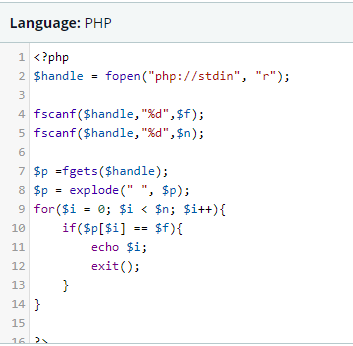 Language: PHP
1 <?php
2 $handle = fopen("php://stdin", "r");
3
4 fscanf($handle,"%d",$f);
5 fscanf($handle,"%d",$n);
6
7 $p =fgets($handle);
8 $p = explode(" ", $p);
9 for($i = 0; $i < $n; $i++){
10     if($p[$i] == $f){
11         echo $i;
12         exit();
13     }
14 }
15
16 ?>